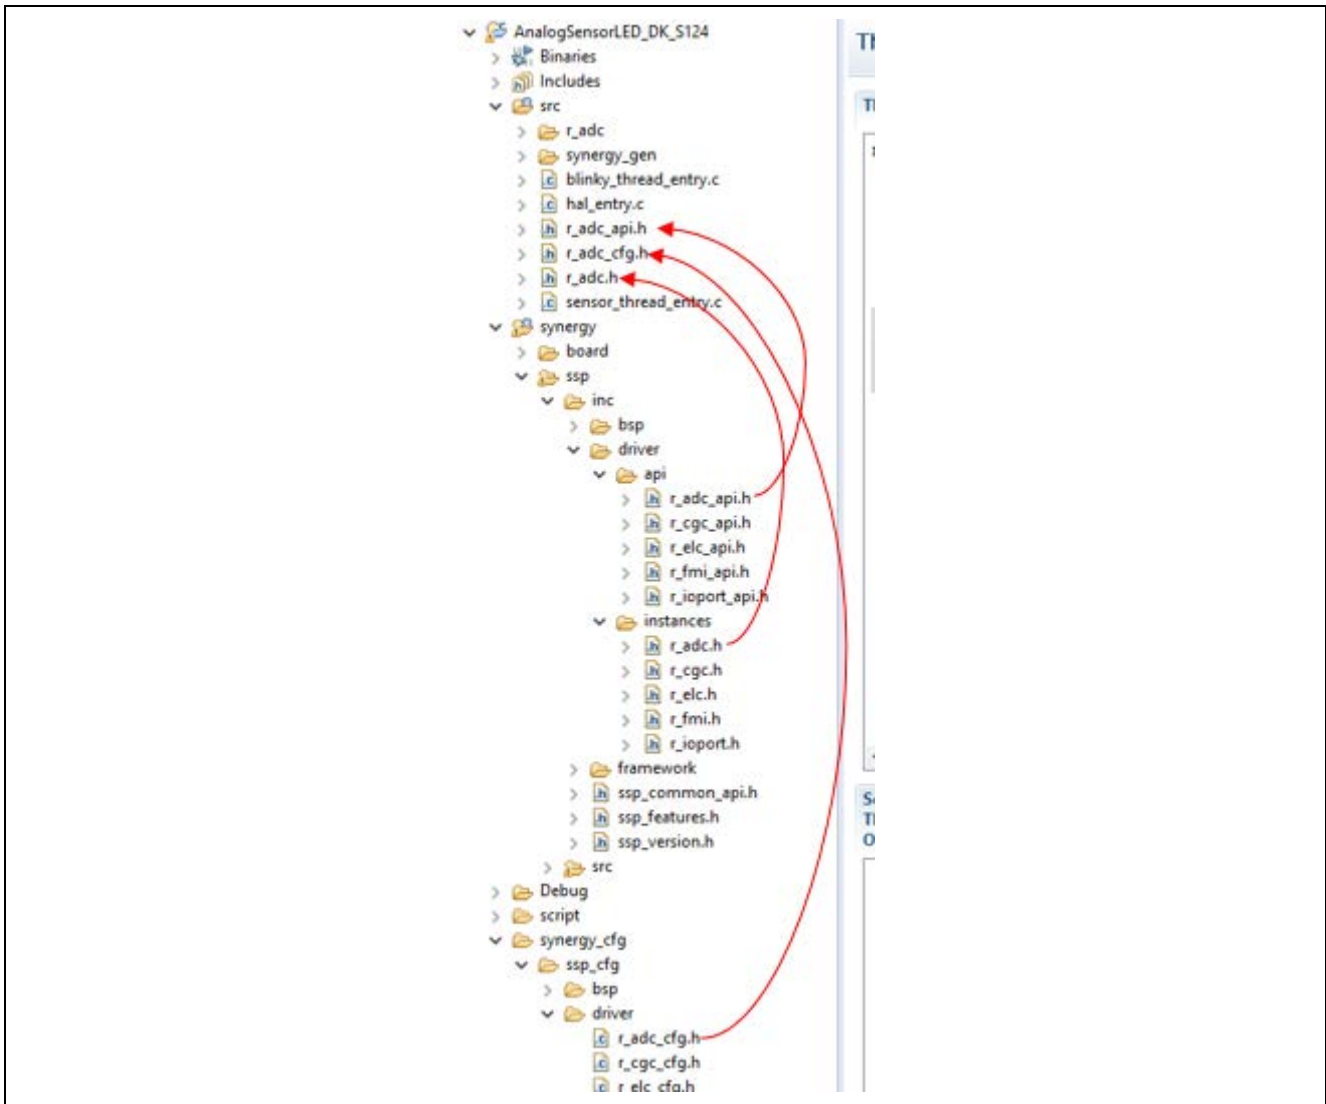 AnalogSensorLED_DK_S124
Binaries
Includes
src
r_adc
synergy_gen
blinky_thread_entry.c
hal_entry.c
r_adc_api.h
r_adc_cfg.h
r_adc.h
sensor_thread_entry.c
synergy
board
ssp
inc
bsp
driver
api
r_adc_api.h
r_cgc_api.h
r_elc_api.h
r_fmi_api.h
r_ioport_api.h
instances
r_adc.h
r_cgc.h
r_elc.h
r_fmi.h
r_ioport.h
framework
ssp_common_api.h
ssp_features.h
ssp_version.h
src
Debug
script
synergy_cfg
ssp_cfg
bsp
driver
r_adc_cfg.h
r_cgc_cfg.h
r_elc_cfg.h